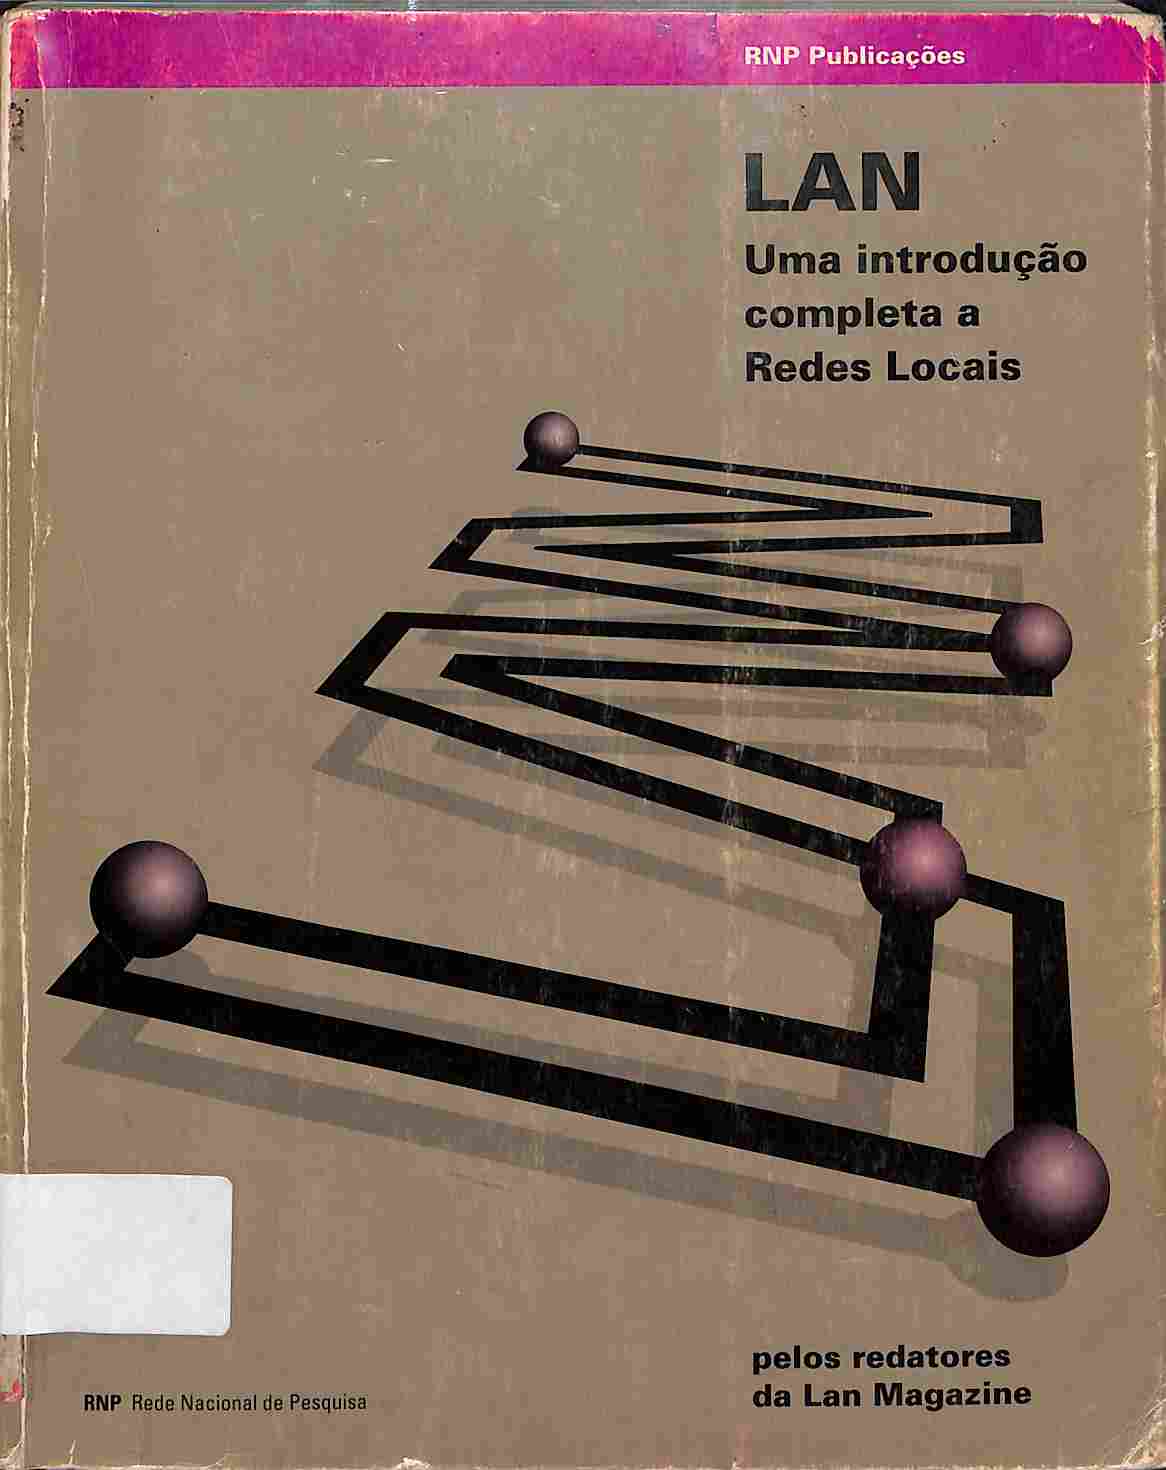 RNP Publicações
LAN
Uma introdução
completa a
Redes Locais
pelos redatores
da Lan Magazine
RNP Rede Nacional de Pesquisa